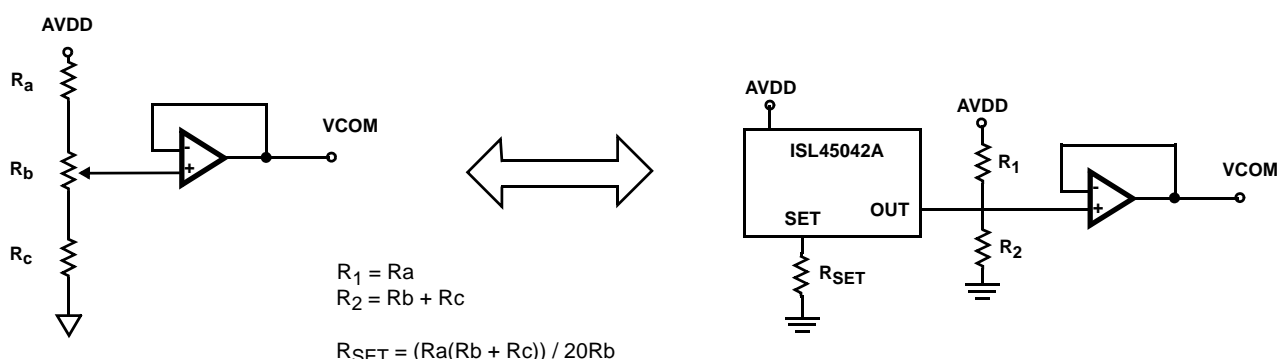 AVDD
Ra
Rb
Rc
-
+
VCOM
R1 = Ra
R2 = Rb + Rc
RSET = (Ra(Rb + Rc)) / 20Rb
AVDD
ISL45042A
SET
OUT
RSET
AVDD
R1
R2
-
+
VCOM